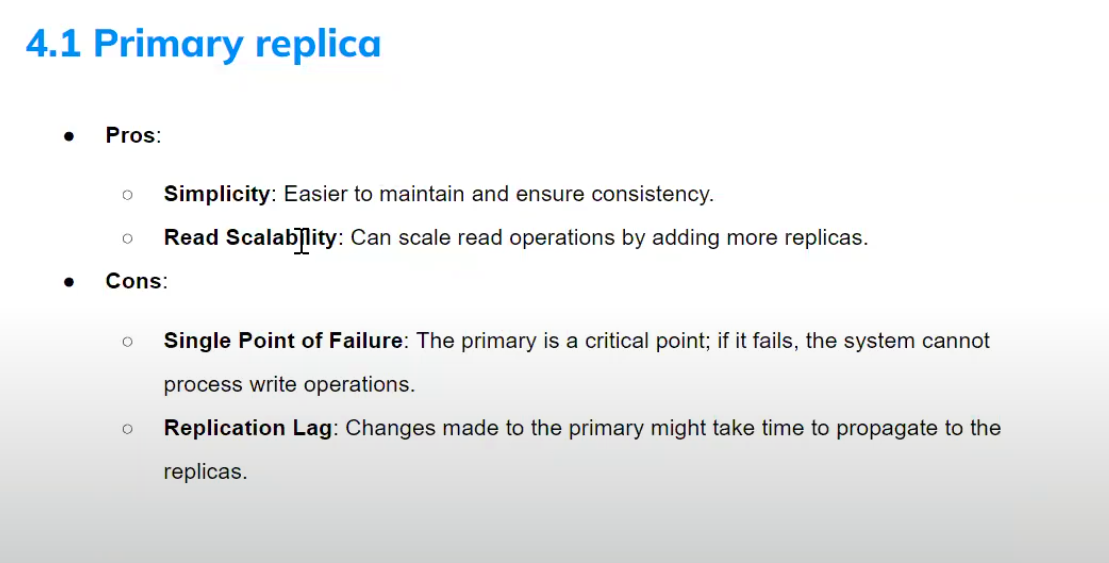 4.1 Primary replica
● Pros:
○ Simplicity: Easier to maintain and ensure consistency.
○ Read Scalability: Can scale read operations by adding more replicas.
● Cons:
○ Single Point of Failure: The primary is a critical point; if it fails, the system cannot
process write operations.
○ Replication Lag: Changes made to the primary might take time to propagate to the
replicas.